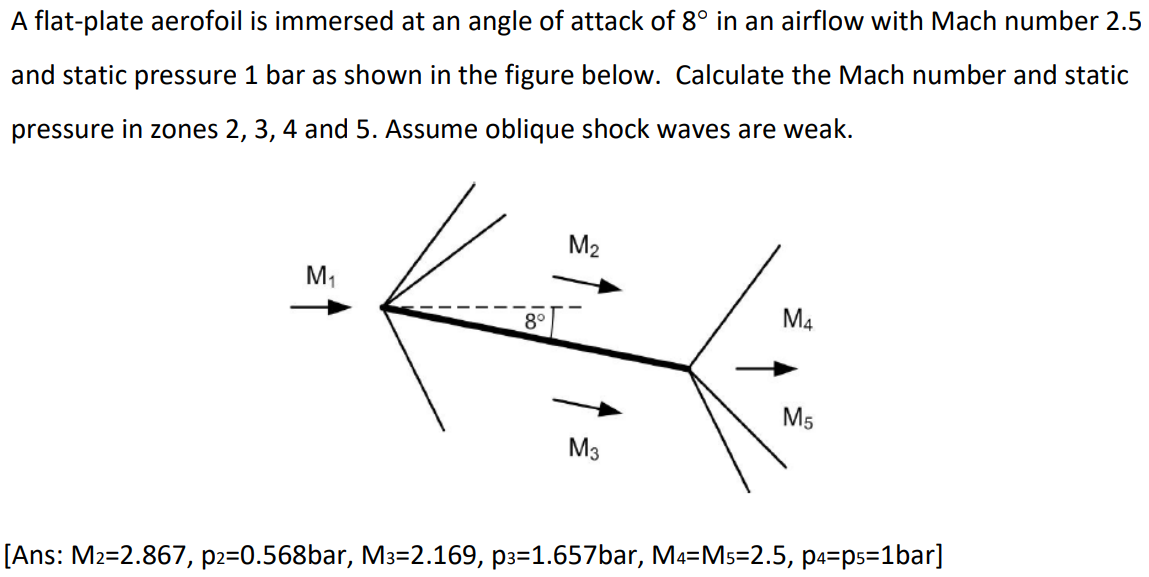 A flat-plate aerofoil is immersed at an angle of attack of 8° in an airflow with Mach number 2.5
and static pressure 1 bar as shown in the figure below.  Calculate the Mach number and static
pressure in zones 2, 3, 4 and 5. Assume oblique shock waves are weak.
M₂
M₁
8°
M₄
M₅
M₃
[Ans: M₂=2.867, p₂=0.568bar, M₃=2.169, p₃=1.657bar, M₄=M₅=2.5, p₄=p₅=1bar]